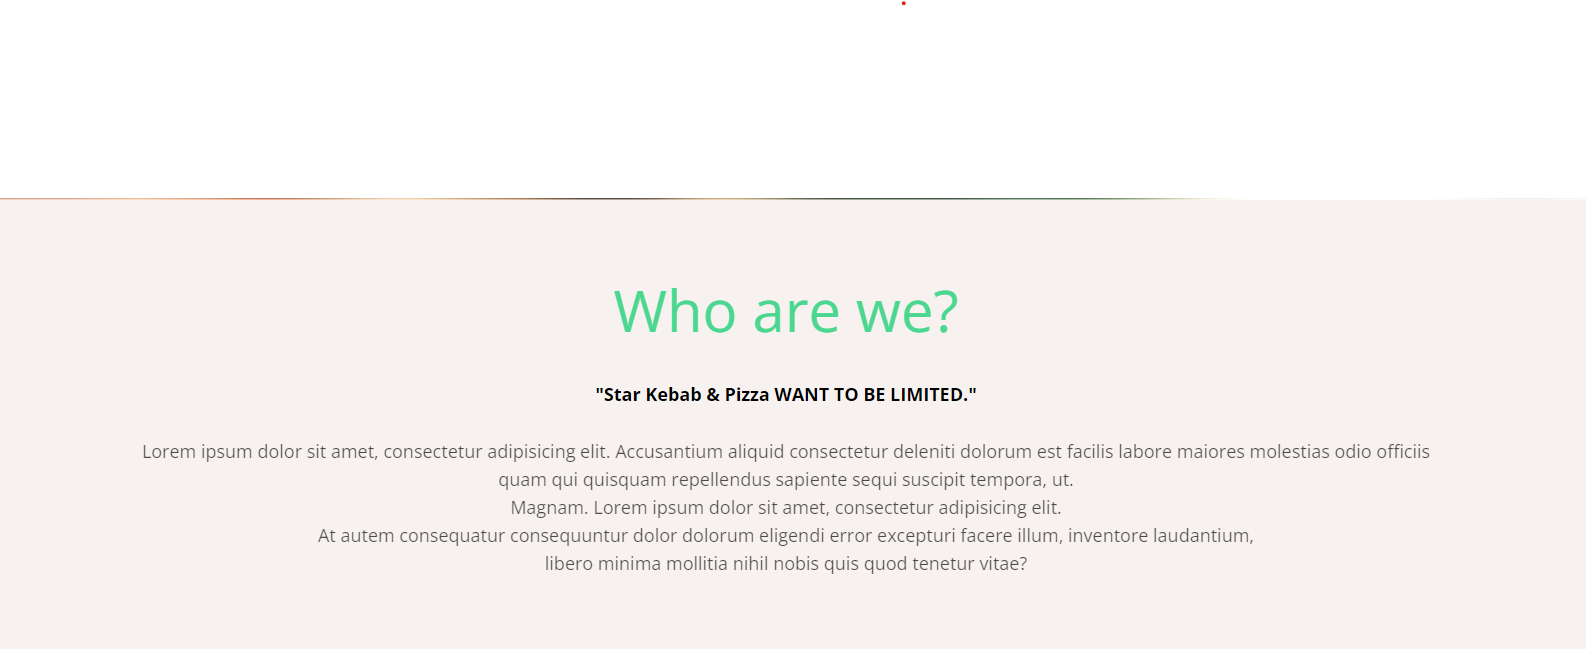 Who are we?
"Star Kebab & Pizza WANT TO BE LIMITED."
Lorem ipsum dolor sit amet, consectetur adipisicing elit. Accusantium aliquid consectetur deleniti dolorum est facilis labore maiores molestias odio officiis
quam qui quisquam repellendus sapiente sequi suscipit tempora, ut.
Magnam. Lorem ipsum dolor sit amet, consectetur adipisicing elit.
At autem consequatur consequuntur dolor dolorum eligendi error excepturi facere illum, inventore laudantium,
libero minima mollitia nihil nobis quis quod tenetur vitae?